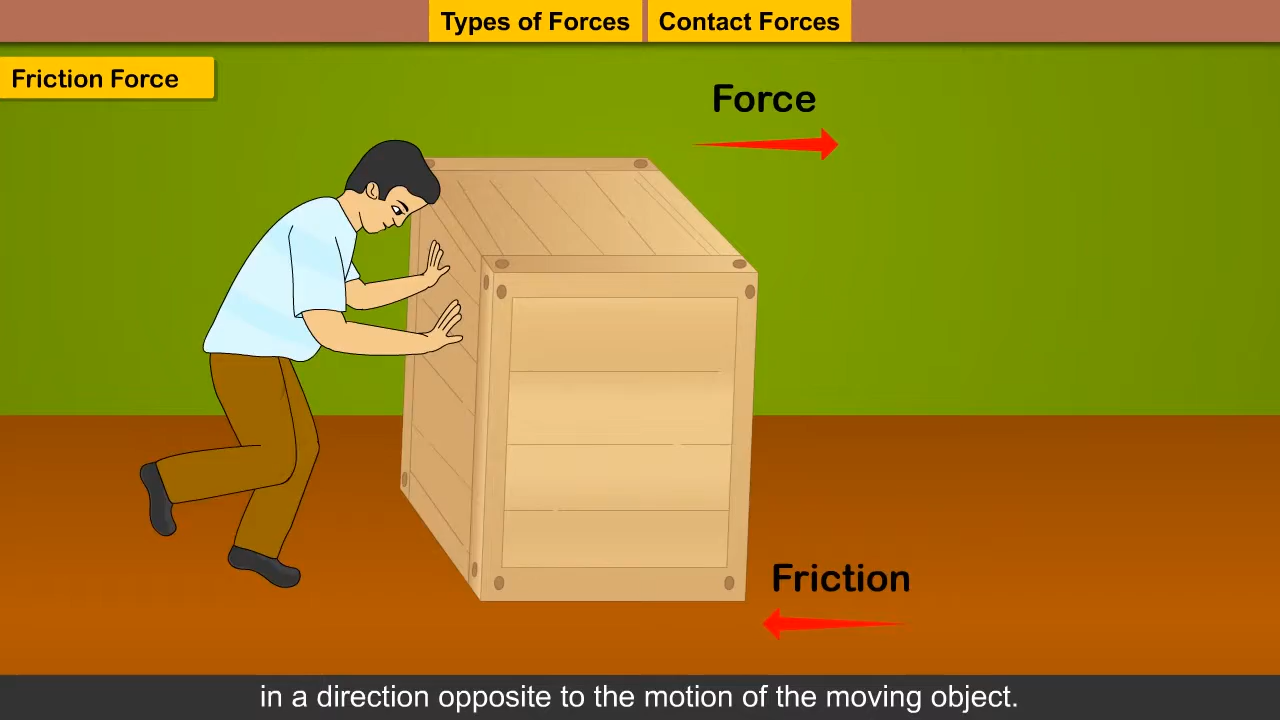 Types of Forces
Contact Forces
Friction Force
Force
Friction
in a direction opposite to the motion of the moving object.